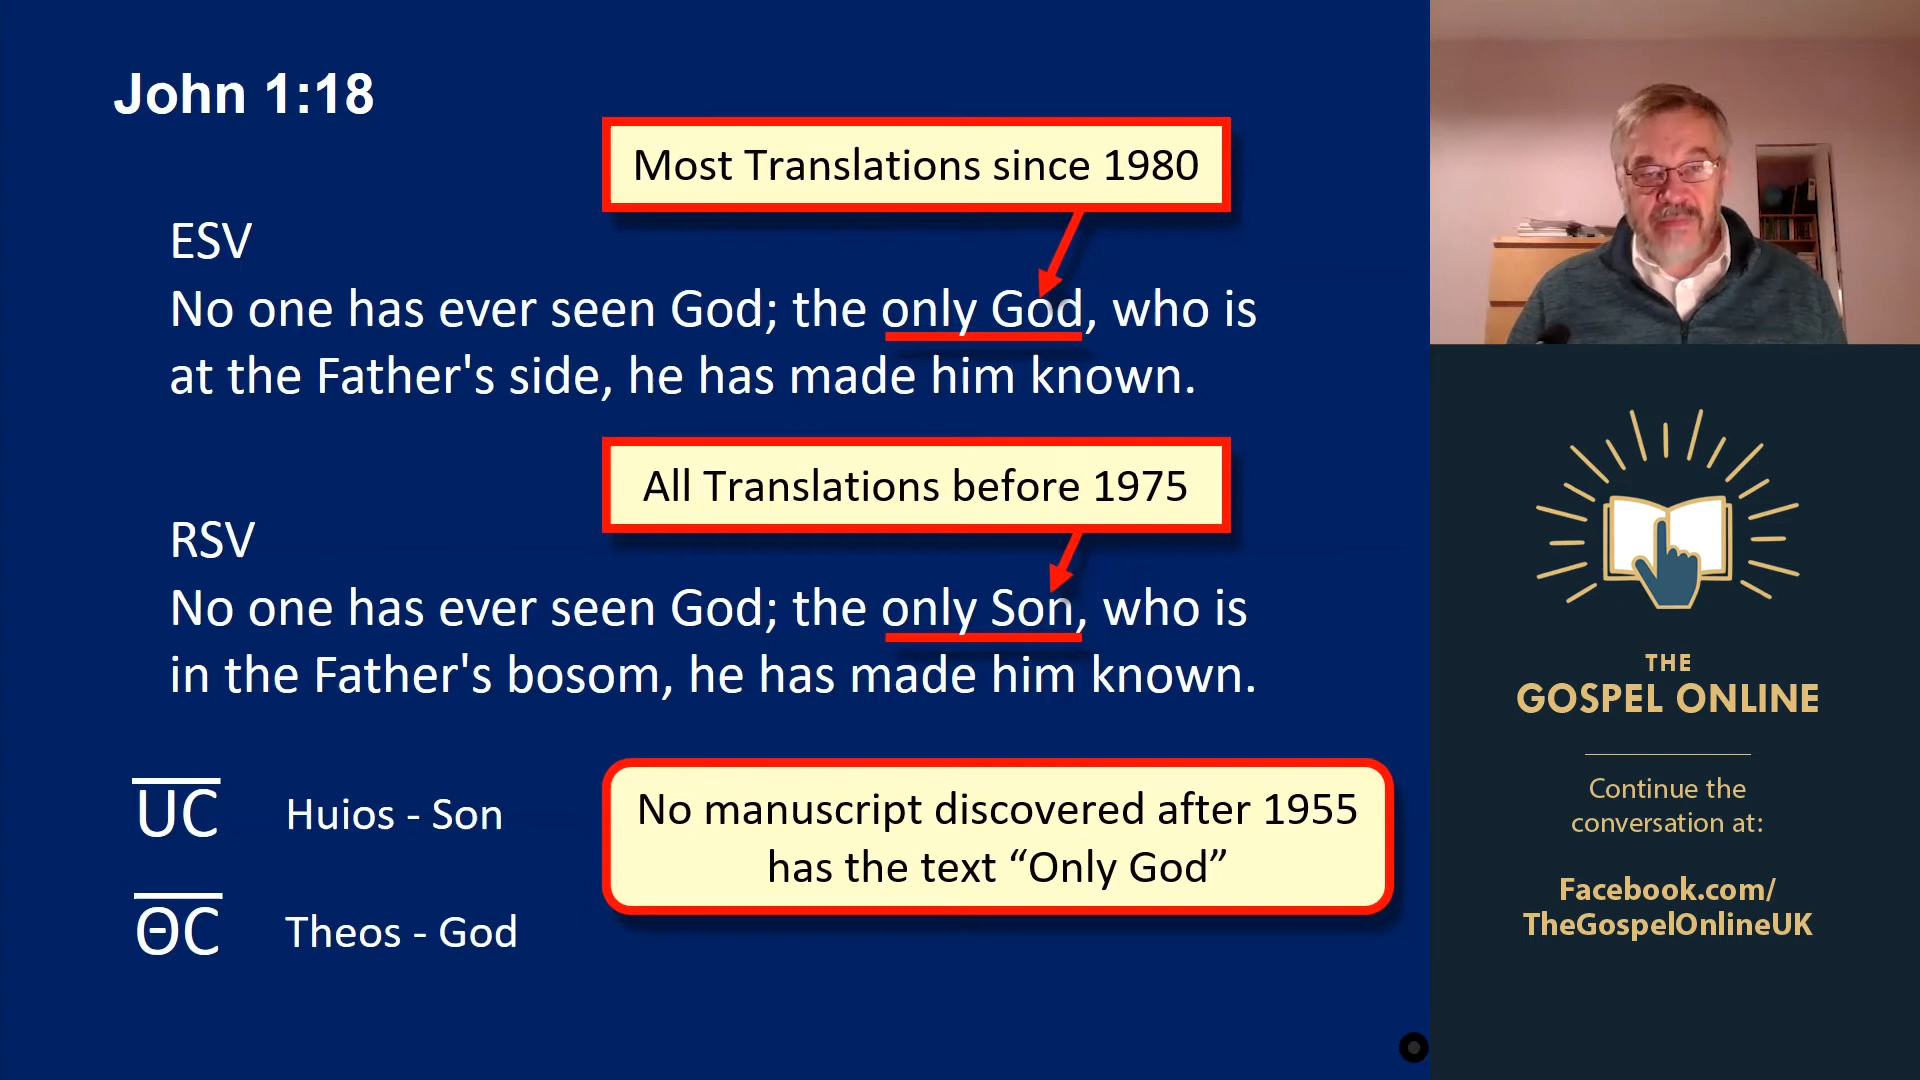 John 1:18
Most Translations since 1980
ESV
No one has ever seen God; the only God, who is
at the Father's side, he has made him known.
All Translations before 1975
RSV
No one has ever seen God; the only Son, who is
in the Father's bosom, he has made him known.
UC Huios - Son
ΘC Theos - God
No manuscript discovered after 1955
has the text “Only God”
THE
GOSPEL ONLINE
Continue the
conversation at:
Facebook.com/
TheGospelOnlineUK